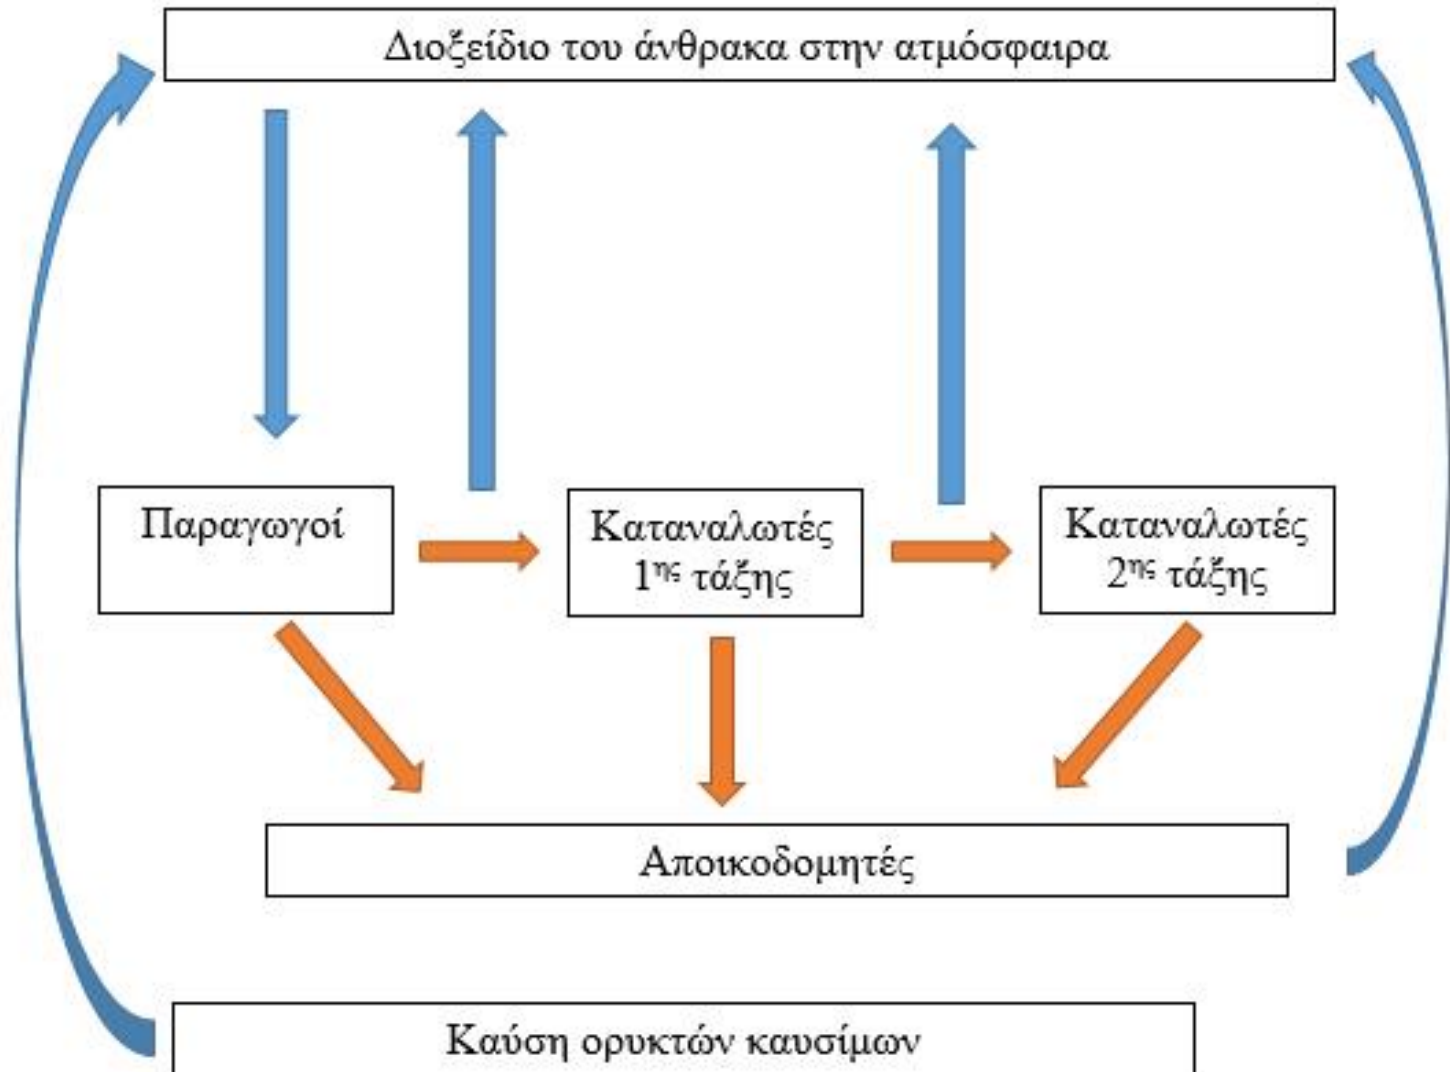 Διοξείδιο του άνθρακα στην ατμόσφαιρα
Παραγωγοί
Καταναλωτές
1ης τάξης
Καταναλωτές
2ης τάξης
Αποικοδομητές
Καύση ορυκτών καυσίμων